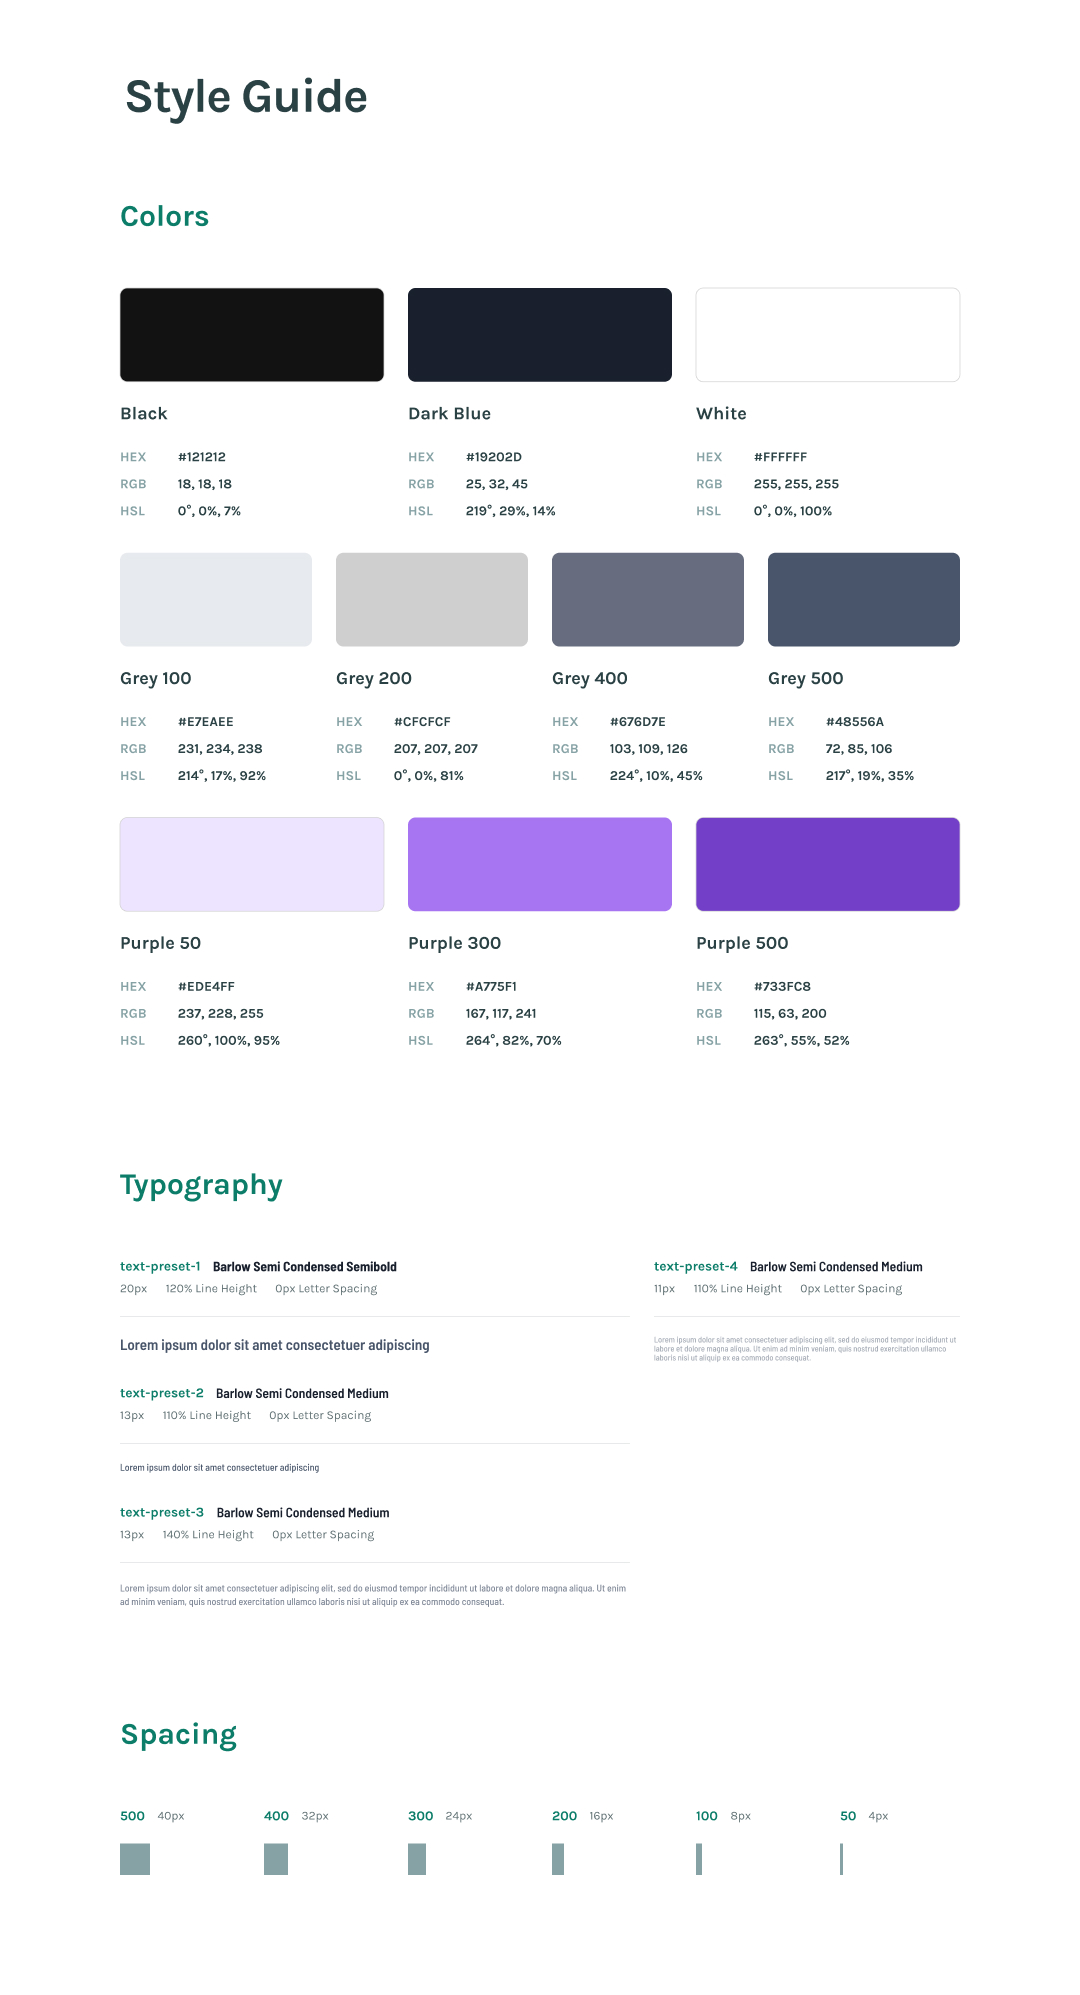 Style Guide
Colors
Black
HEX #121212
RGB 18, 18, 18
HSL 0°, 0%, 7%
Dark Blue
HEX #19202D
RGB 25, 32, 45
HSL 219°, 29%, 14%
White
HEX #FFFFFF
RGB 255, 255, 255
HSL 0°, 0%, 100%
Grey 100
HEX #E7EAEE
RGB 231, 234, 238
HSL 214°, 17%, 92%
Grey 200
HEX #CFCFCF
RGB 207, 207, 207
HSL 0°, 0%, 81%
Grey 400
HEX #676D7E
RGB 103, 109, 126
HSL 224°, 10%, 45%
Grey 500
HEX #48556A
RGB 72, 85, 106
HSL 217°, 19%, 35%
Purple 50
HEX #EDE4FF
RGB 237, 228, 255
HSL 260°, 100%, 95%
Purple 300
HEX #A775F1
RGB 167, 117, 241
HSL 264°, 82%, 70%
Purple 500
HEX #733FC8
RGB 115, 63, 200
HSL 263°, 55%, 52%
Typography
text-preset-1 Barlow Semi Condensed Semibold
20px 120% Line Height 0px Letter Spacing
Lorem ipsum dolor sit amet consectetuer adipiscing
text-preset-2 Barlow Semi Condensed Medium
13px 110% Line Height 0px Letter Spacing
Lorem ipsum dolor sit amet consectetuer adipiscing
text-preset-3 Barlow Semi Condensed Medium
13px 140% Line Height 0px Letter Spacing
Lorem ipsum dolor sit amet consectetuer adipiscing elit, sed do eiusmod tempor incididunt ut labore et dolore magna aliqua. Ut enim
ad minim veniam, quis nostrud exercitation ullamco laboris nisi ut aliquip ex ea commodo consequat.
text-preset-4 Barlow Semi Condensed Medium
11px 110% Line Height 0px Letter Spacing
Lorem ipsum dolor sit amet consectetuer adipiscing elit, sed do eiusmod tempor incididunt ut
labore et dolore magna aliqua. Ut enim ad minim veniam, quis nostrud exercitation ullamco
laboris nisi ut aliquip ex ea commodo consequat.
Spacing
500 40px
400 32px
300 24px
200 16px
100 8px
50 4px